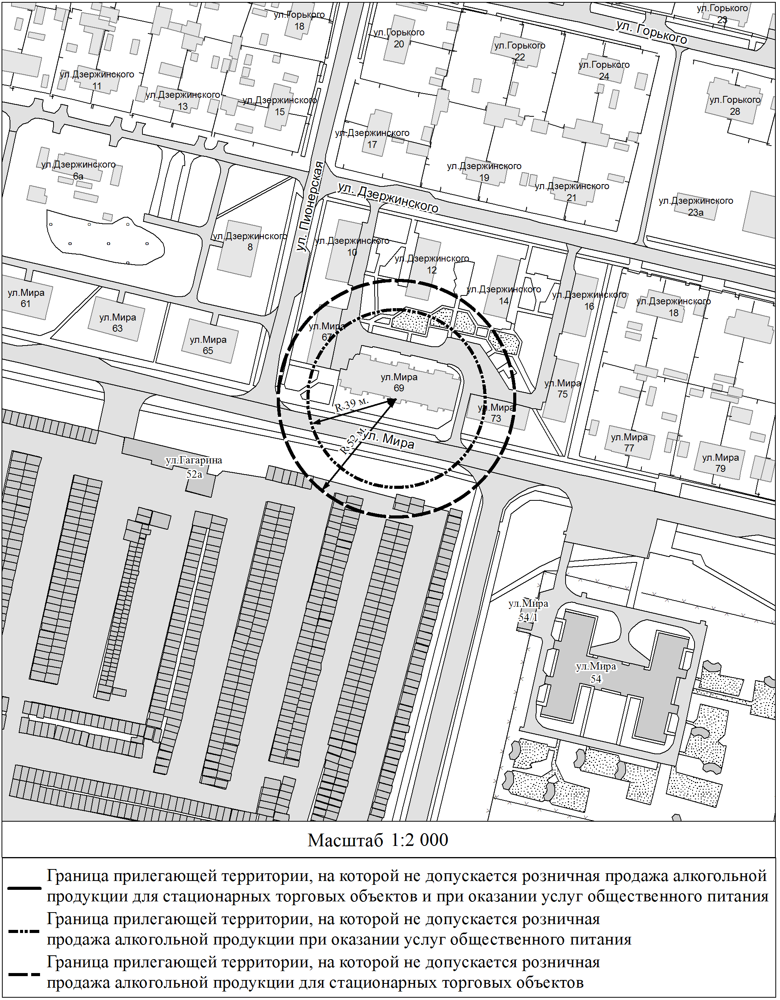 ул.Горького
18
ул.Горького
20
ул.Горького
22
ул.Горького
24
ул.Горького
23
ул. Горького
ул.Горького
28
ул.Дзержинского
11
ул.Дзержинского
13
ул.Дзержинского
15
ул.Дзержинского
17
ул.Дзержинского
19
ул.Дзержинского
21
ул.Дзержинского
23а
ул.Дзержинского
6а
ул. Пионерская
ул. Дзержинского
ул.Дзержинского
8
ул.Дзержинского
10
ул.Дзержинского
12
ул.Дзержинского
14
ул.Дзержинского
16
ул.Дзержинского
18
ул.Мира
61
ул.Мира
63
ул.Мира
65
ул.Мира
67
ул.Мира
69
ул.Мира
73
ул.Мира
75
ул.Мира
77
ул.Мира
79
R 39 м.
R 52 м.
ул. Мира
ул.Гагарина
52а
ул.Мира
54/1
ул.Мира
54
Масштаб 1:2 000
Граница прилегающей территории, на которой не допускается розничная продажа алкогольной
продукции для стационарных торговых объектов и при оказании услуг общественного питания
Граница прилегающей территории, на которой не допускается розничная
продажа алкогольной продукции при оказании услуг общественного питания
Граница прилегающей территории, на которой не допускается розничная
продажа алкогольной продукции для стационарных торговых объектов